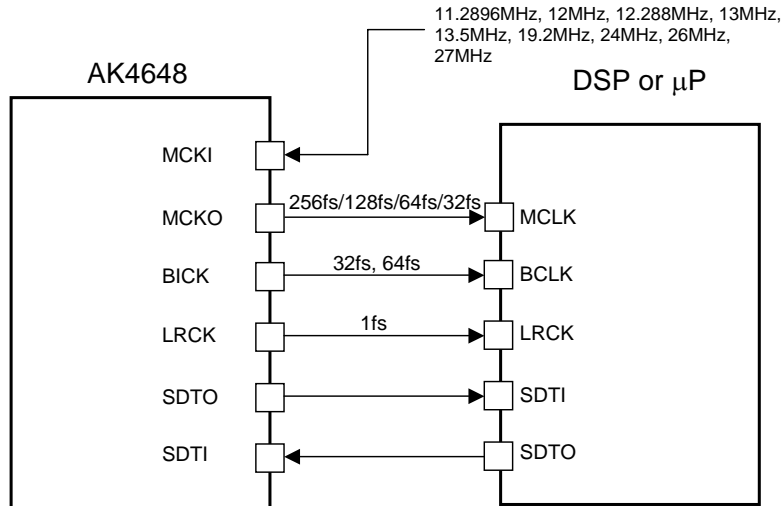 11.2896MHz, 12MHz, 12.288MHz, 13MHz,
13.5MHz, 19.2MHz, 24MHz, 26MHz,
27MHz
AK4648
DSP or μP
MCKI
MCKO
256fs/128fs/64fs/32fs
MCLK
BICK
32fs, 64fs
BCLK
LRCK
1fs
LRCK
SDTO
SDTI
SDTI
SDTO